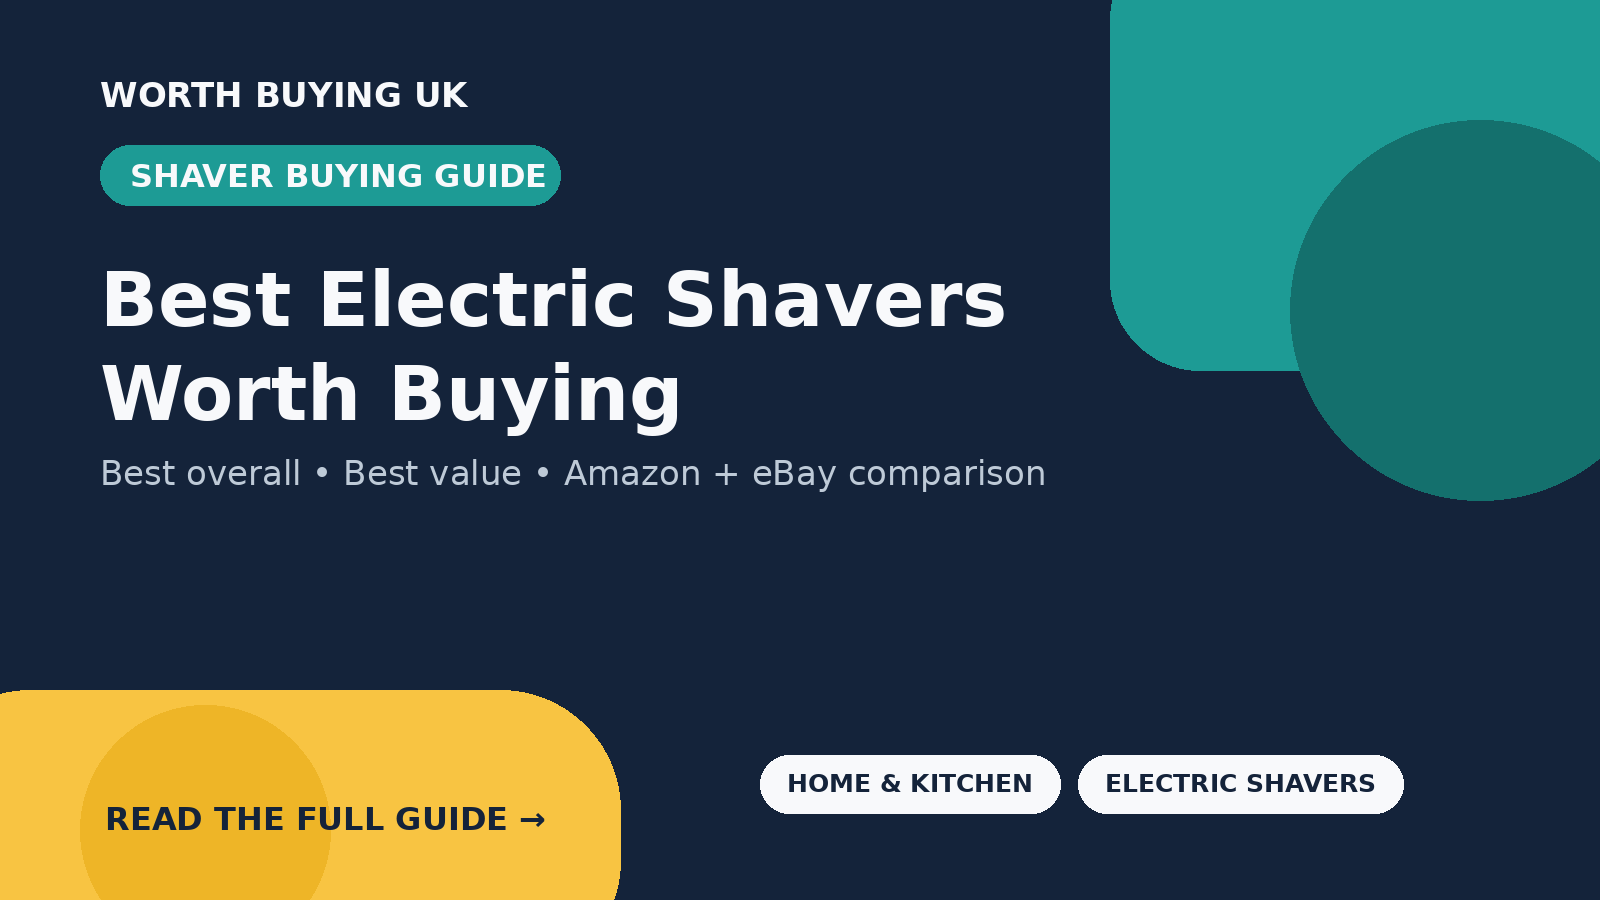 WORTH BUYING UK
SHAVER BUYING GUIDE
Best Electric Shavers
Worth Buying
Best overall • Best value • Amazon + eBay comparison
READ THE FULL GUIDE →
HOME & KITCHEN
ELECTRIC SHAVERS